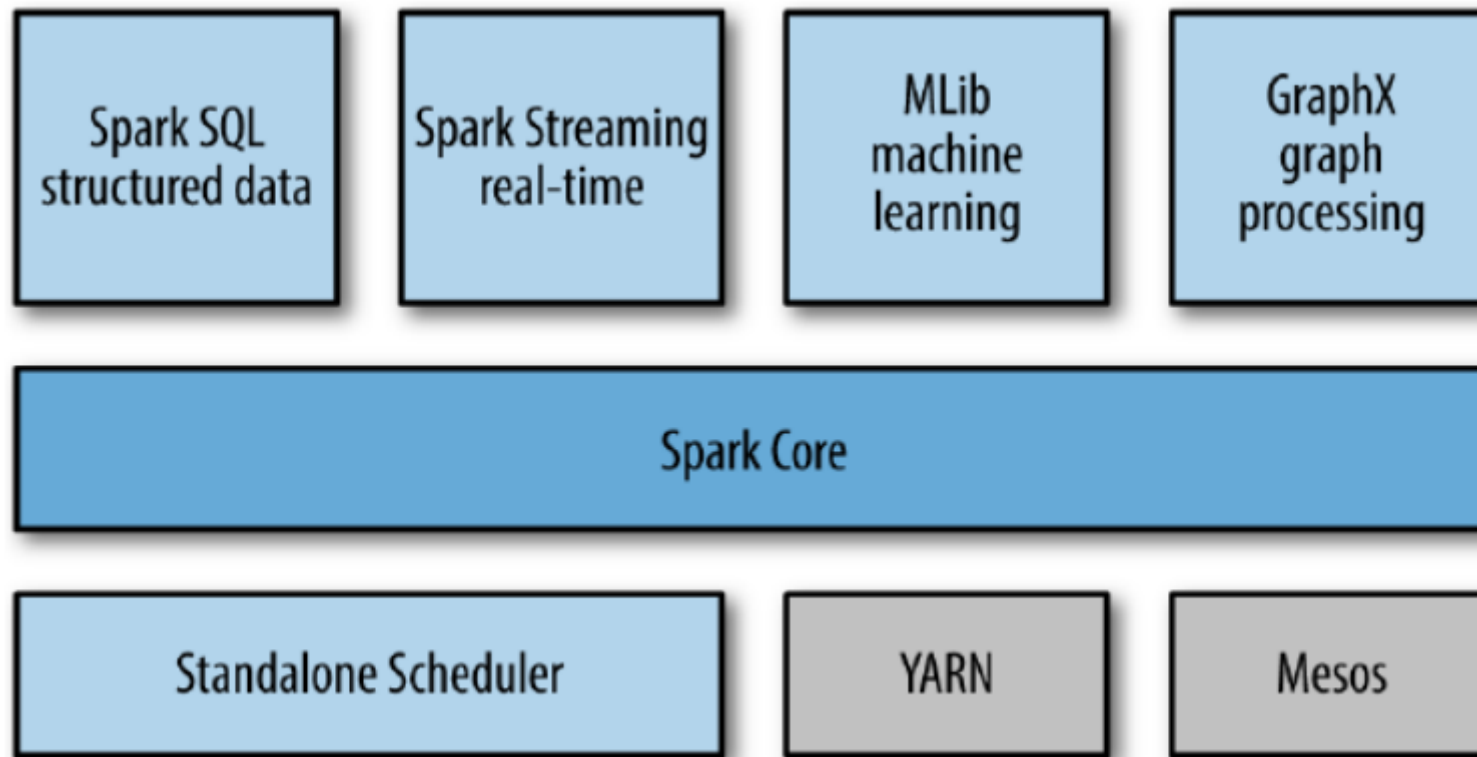 Spark SQL
structured data
Spark Streaming
real-time
MLib
machine
learning
GraphX
graph
processing
Spark Core
Standalone Scheduler
YARN
Mesos